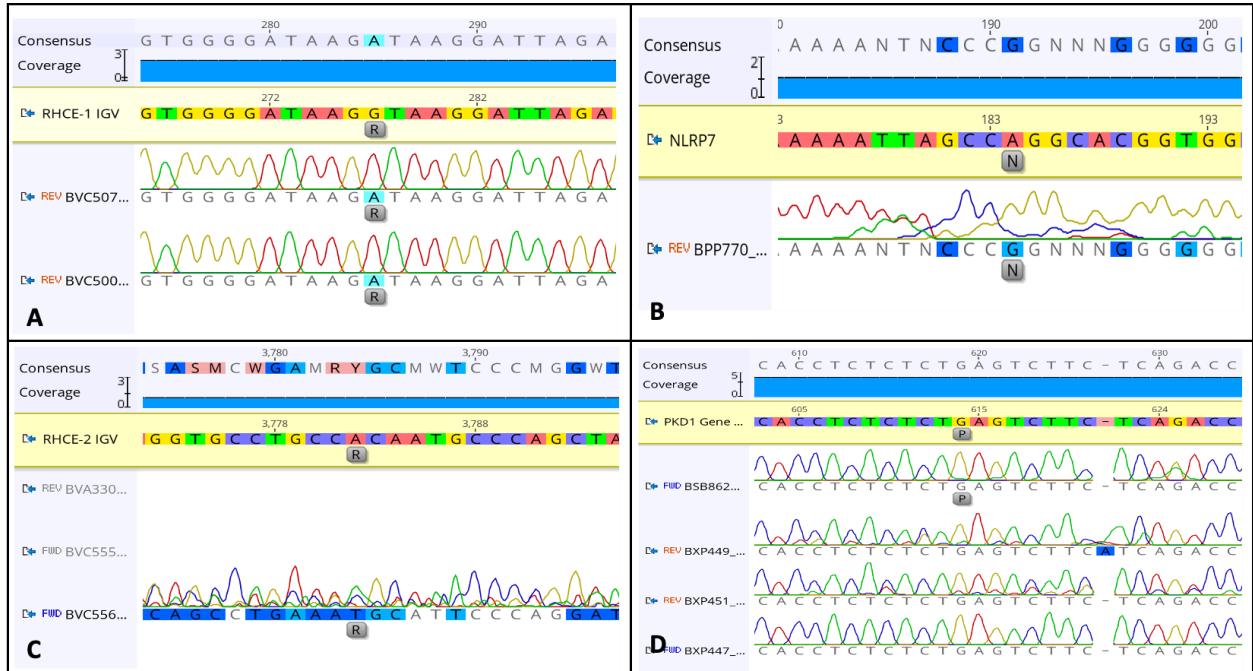 280 290
Consensus G T G G G G A T A A G A T A A G G A T T A G A
Coverage 3 0
272 282
RHCE-1 IGV G T G G G G A T A A G G T A A G G A T T A G A
R
REV BVC507... G T G G G G A T A A G A T A A G G A T T A G A
R
REV BVC500... G T G G G G A T A A G A T A A G G A T T A G A
R
A
0 190 200
Consensus A A A A N T N C C C G G N N N G G G G G G
Coverage 2 0
3 183 193
NLRP7 A A A A T T A G C C A G G C A C G G T G G
N
REV BPP770_... A A A A N T N C C C G G N N N G G G G G G
N
B
3,780 3,790
Consensus S A S M C W G A M R Y G C M W T C C C M G G W T
Coverage 3 0
3,778 3,788
RHCE-2 IGV G G T G C C T G C C A C A A T G C C C A G C T A
R
REV BVA330...
FWD BVC555...
FWD BVC556... C A G C C T G A A A T G C A T T C C C A G G A T
R
C
610 620 630
Consensus C A C C T C T C T C T G A G T C T T C - T C A G A C C
Coverage 5 0
605 615 624
PKD1 Gene ... C A C C T C T C T C T G A G T C T T C - T C A G A C C
P
FWD BSB862... C A C C T C T C T C T G A G T C T T C - T C A G A C C
P
REV BXP449_... C A C C T C T C T C T G A G T C T T C A T C A G A C C
REV BXP451_... C A C C T C T C T C T G A G T C T T C - T C A G A C C
FWD BXP447_... C A C C T C T C T C T G A G T C T T C - T C A G A C C
D